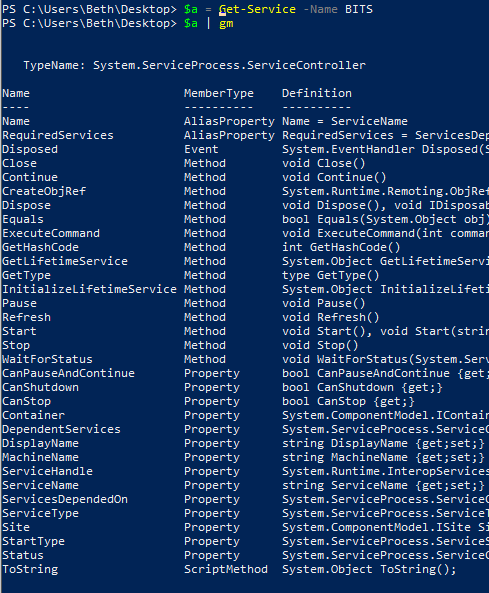 PS C:\Users\Beth\Desktop> $a = Get-Service -Name BITS
PS C:\Users\Beth\Desktop> $a | gm
TypeName: System.ServiceProcess.ServiceController
Name MemberType Definition
---- ---------- ----------
Name AliasProperty Name = ServiceName
RequiredServices AliasProperty RequiredServices = ServicesDep
Disposed Event System.EventHandler Disposed(S
Close Method void Close()
Continue Method void Continue()
CreateObjRef Method System.Runtime.Remoting.ObjRef
Dispose Method void Dispose(), void IDisposab
Equals Method bool Equals(System.Object obj)
ExecuteCommand Method void ExecuteCommand(int comman
GetHashCode Method int GetHashCode()
GetLifetimeService Method System.Object GetLifetimeServi
GetType Method type GetType()
InitializeLifetimeService Method System.Object InitializeLifeti
Pause Method void Pause()
Refresh Method void Refresh()
Start Method void Start(), void Start(strin
Stop Method void Stop()
WaitForStatus Method void WaitForStatus(System.Serv
CanPauseAndContinue Property bool CanPauseAndContinue {get;
CanShutdown Property bool CanShutdown {get;}
CanStop Property bool CanStop {get;}
Container Property System.ComponentModel.IContain
DependentServices Property System.ServiceProcess.ServiceC
DisplayName Property string DisplayName {get;set;}
MachineName Property string MachineName {get;set;}
ServiceHandle Property System.Runtime.InteropServices
ServiceName Property string ServiceName {get;set;}
ServicesDependedOn Property System.ServiceProcess.ServiceC
ServiceType Property System.ServiceProcess.ServiceT
Site Property System.ComponentModel.ISite Si
StartType Property System.ServiceProcess.ServiceS
Status Property System.ServiceProcess.ServiceC
ToString ScriptMethod System.Object ToString();